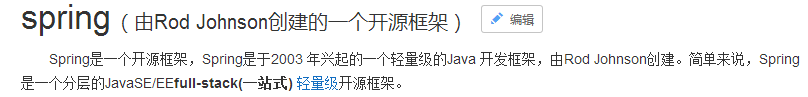 spring（由Rod Johnson创建的一个开源框架） 编辑
Spring是一个开源框架，Spring是于2003 年兴起的一个轻量级的Java 开发框架，由Rod Johnson创建。简单来说，Spring
是一个分层的JavaSE/EEfull-stack(一站式) 轻量级开源框架。